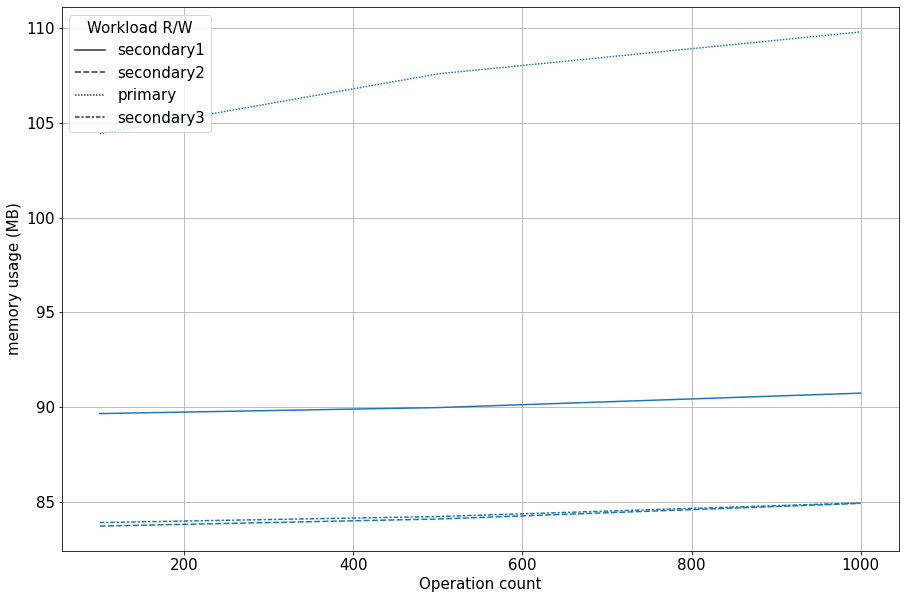 Workload R/W
secondary1
secondary2
primary
secondary3
110
105
100
95
90
85
memory usage (MB)
200 400 600 800 1000
Operation count